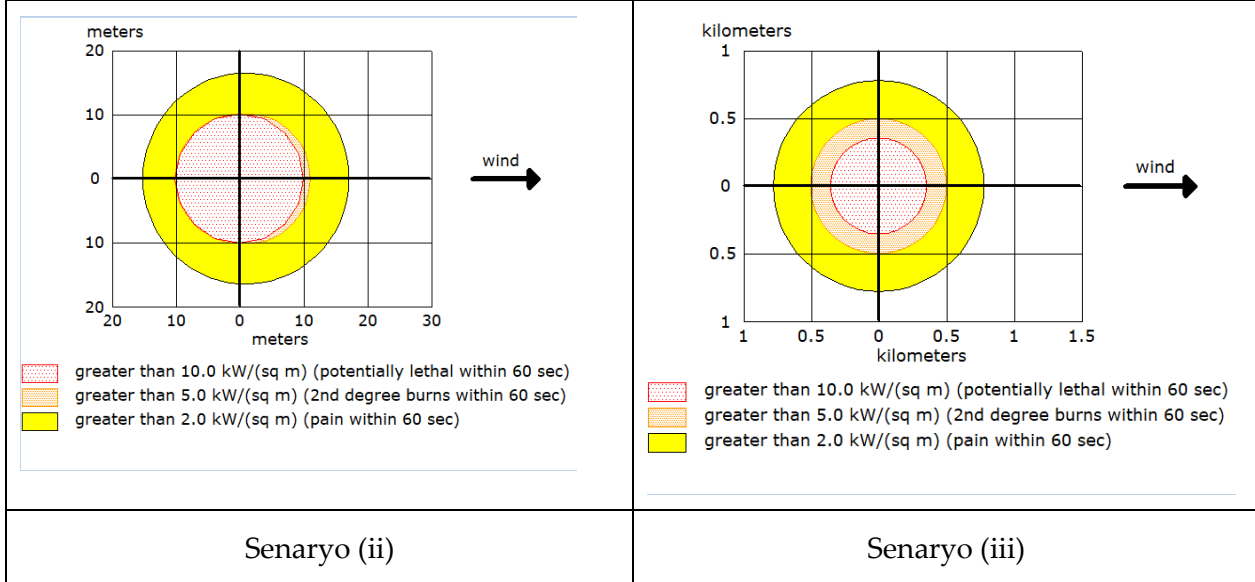 meters
20
10
0
10
20
20 10 0 10 20 30
meters
wind
greater than 10.0 kW/(sq m) (potentially lethal within 60 sec)
greater than 5.0 kW/(sq m) (2nd degree burns within 60 sec)
greater than 2.0 kW/(sq m) (pain within 60 sec)
kilometers
1
0.5
0
0.5
1
1 0.5 0 0.5 1 1.5
kilometers
wind
greater than 10.0 kW/(sq m) (potentially lethal within 60 sec)
greater than 5.0 kW/(sq m) (2nd degree burns within 60 sec)
greater than 2.0 kW/(sq m) (pain within 60 sec)
Senaryo (ii)
Senaryo (iii)